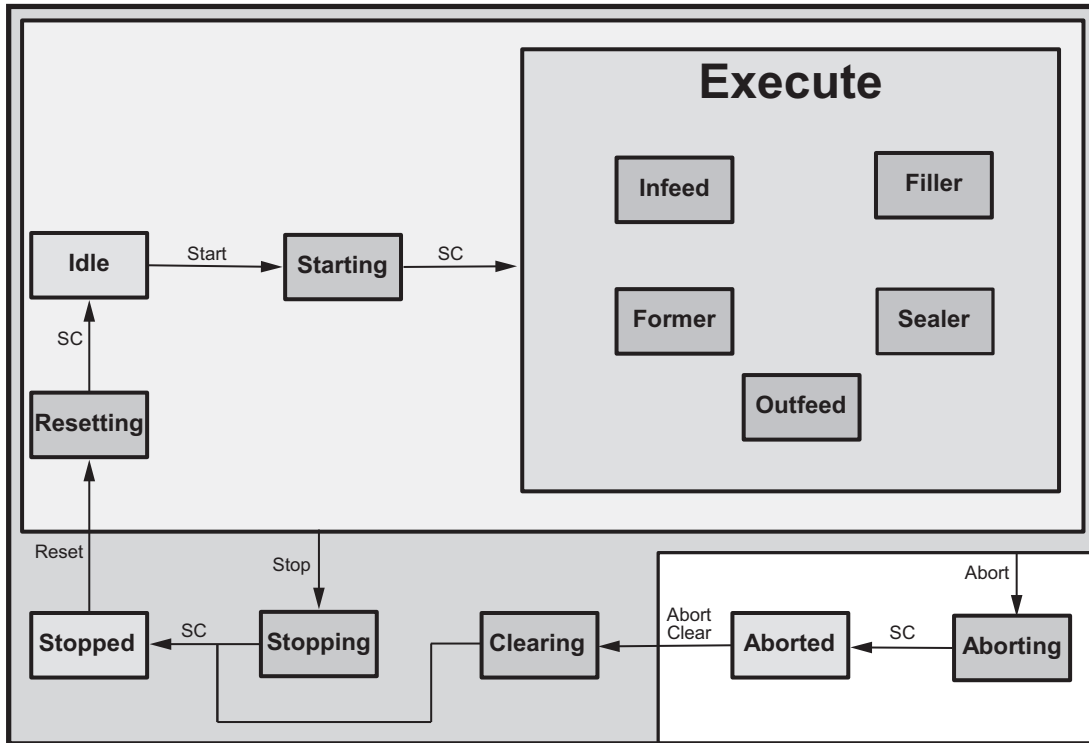 Execute
Infeed
Filler
Idle
Start
Starting
SC
SC
Former
Sealer
Resetting
Outfeed
Reset
Stop
Abort
Stopped
SC
Stopping
Clearing
Abort
Clear
Aborted
SC
Aborting